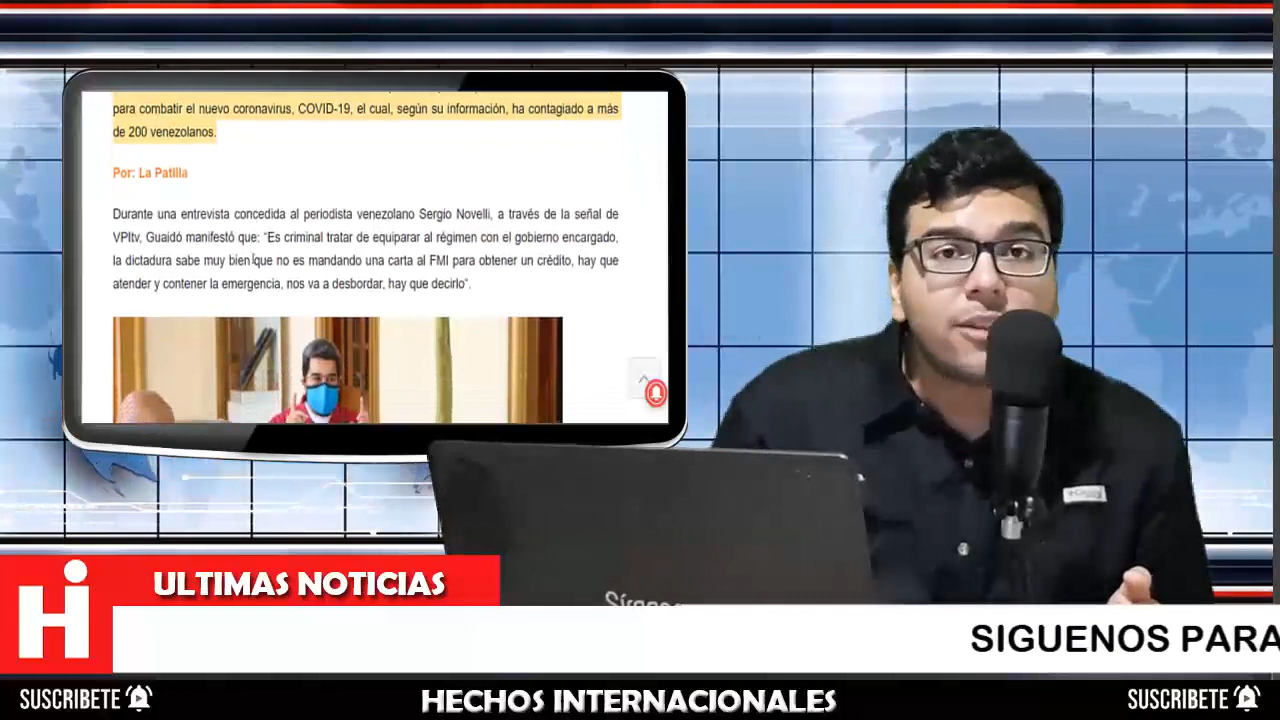 para combatir el nuevo coronavirus, COVID-19, el cual, según su información, ha contagiado a más
de 200 venezolanos.
Por: La Patilla
Durante una entrevista concedida al periodista venezolano Sergio Novelli, a través de la señal de
VPItv, Guaidó manifestó que: “Es criminal tratar de equiparar al régimen con el gobierno encargado,
la dictadura sabe muy bien que no es mandando una carta al FMI para obtener un crédito, hay que
atender y contener la emergencia, nos va a desbordar, hay que decirlo”.
Hi
ULTIMAS NOTICIAS
SIGUENOS PARA
SUSCRIBETE
HECHOS INTERNACIONALES
SUSCRIBETE